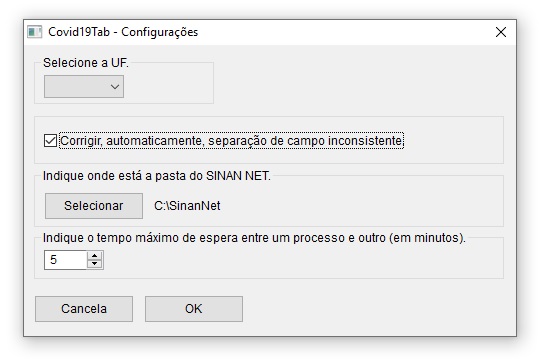 Covid19Tab - Configurações
Selecione a UF.
Corrigir, automaticamente, separação de campo inconsistente
Indique onde está a pasta do SINAN NET.
Selecionar C:\SinanNet
Indique o tempo máximo de espera entre um processo e outro (em minutos).
5
Cancela OK